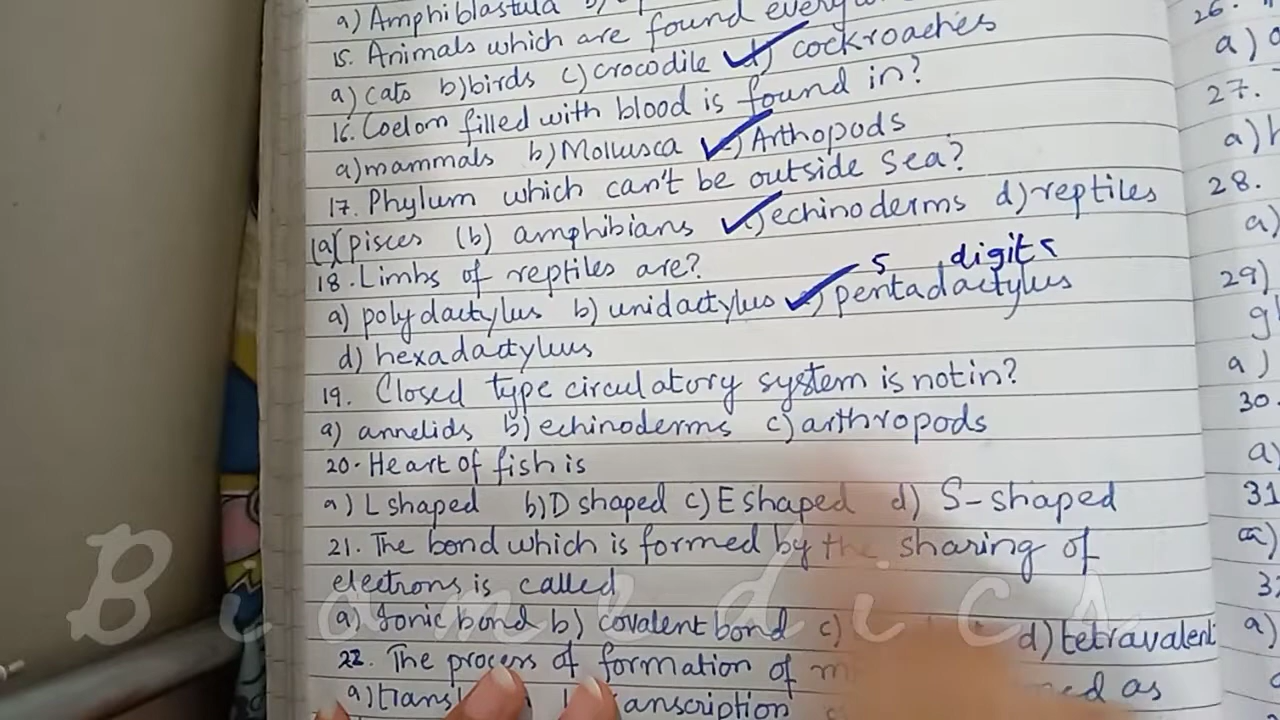 a) Amphiblastula b)
15. Animals which are found every
a) cats b) birds c) crocodile d) cockroaches
16. Coelom filled with blood is found in?
a) mammals b) Mollusca c) Arthopods
17. Phylum which can't be outside sea?
(a) pisces (b) amphibians c) echinoderms d) reptiles
18. Limbs of reptiles are? 5 digits
a) polydactylus b) unidactylus c) pentadactylus
d) hexadactylus
19. Closed type circulatory system is not in?
a) annelids b) echinoderms c) arthropods
20. Heart of fish is
a) L shaped b) D shaped c) E shaped d) S-shaped
21. The bond which is formed by the sharing of
electrons is called
a) Ionic bond b) covalent bond c) d) tetravalent
22. The process of formation of as
a)
26.
a)
27.
a)
28.
a)
29)
a)
30.
a)
31
a)
a)
Biomedics